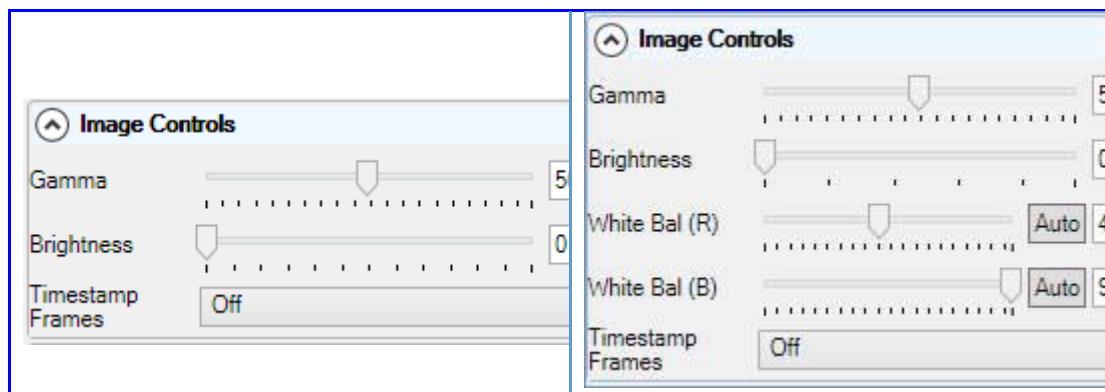 Image Controls
Gamma
Brightness
0
Timestamp
Frames
Off
Image Controls
Gamma
Brightness
White Bal (R)
Auto
White Bal (B)
Auto
Timestamp
Frames
Off